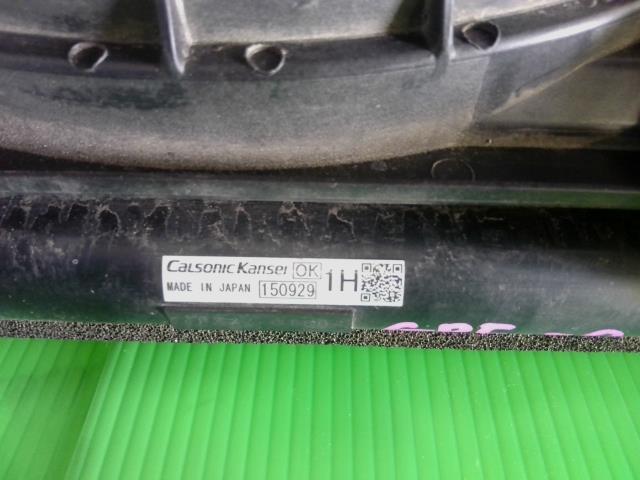 CALSONIC KANSEI OK 1H
MADE IN JAPAN 150929